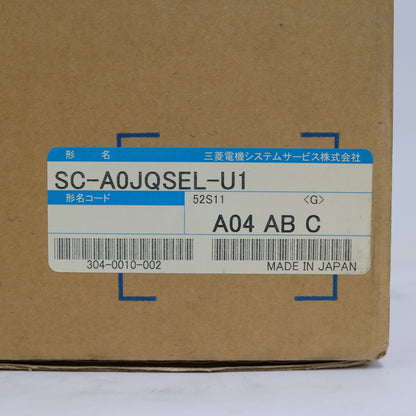 形 名 三菱電機システムサービス株式会社
SC-A0JQSEL-U1
形名コード 52S11 <G>
A04 AB C
304-0010-002 MADE IN JAPAN